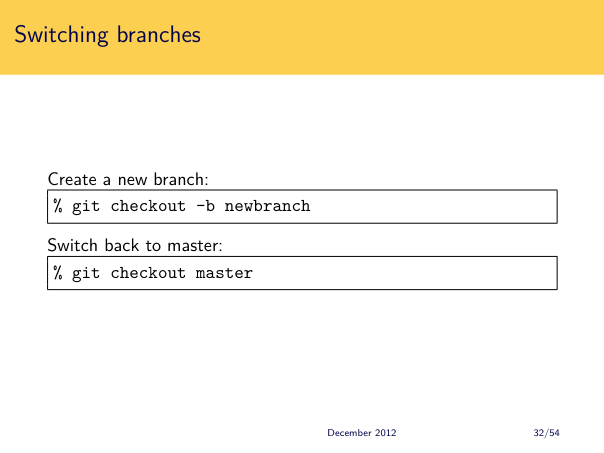 Switching branches
Create a new branch:
% git checkout -b newbranch
Switch back to master:
% git checkout master
December 2012
32/54